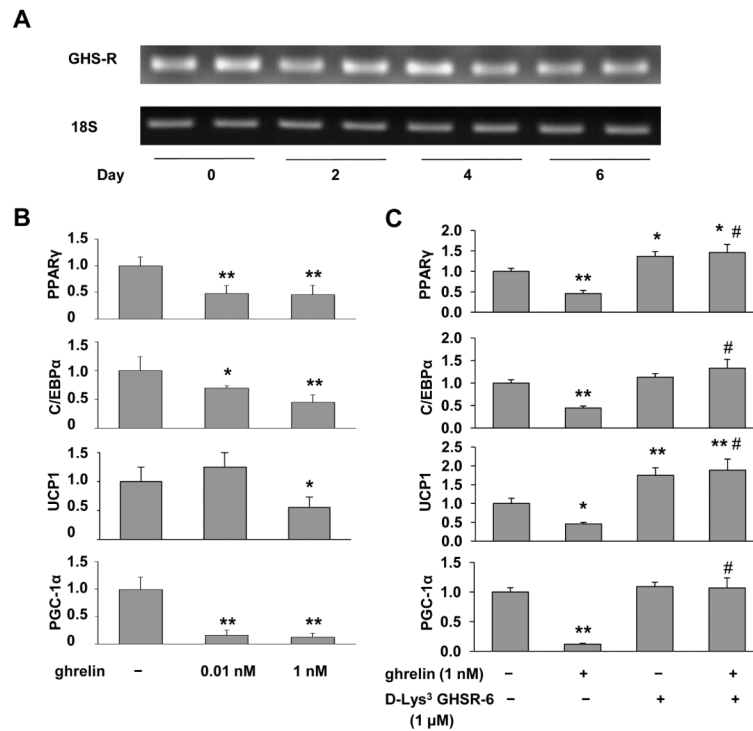 A
GHS-R
18S
Day 0 2 4 6
B
PPARγ
1.5
1.0
0.5
0
** **
C/EBPα
1.5
1.0
0.5
0
* **
UCP1
1.5
1.0
0.5
0
*
PGC-1α
1.5
1.0
0.5
0
** **
ghrelin – 0.01 nM 1 nM
C
PPARγ
2.0
1.5
1.0
0.5
0.0
** * * #
C/EBPα
2.0
1.5
1.0
0.5
0.0
** #
UCP1
2.5
2.0
1.5
1.0
0.5
0.0
* ** ** #
PGC-1α
1.5
1.0
0.5
0.0
** #
ghrelin (1 nM) – + – +
D-Lys³ GHSR-6 – – + +
(1 μM)